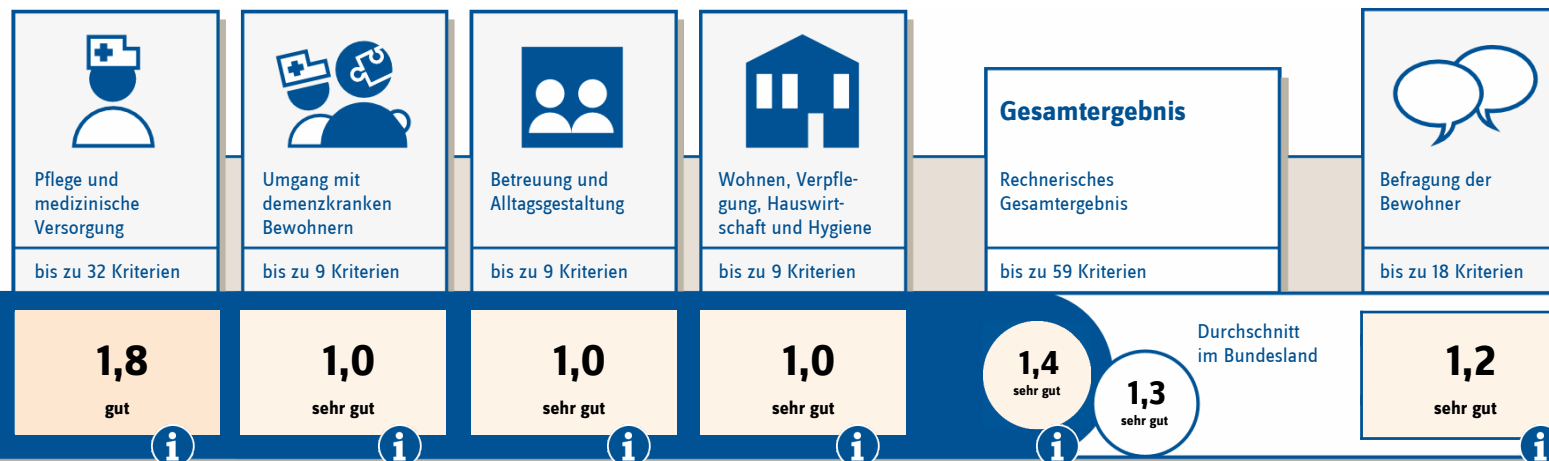 Pflege und
medizinische
Versorgung
bis zu 32 Kriterien
1,8
gut
Umgang mit
demenzkranken
Bewohnern
bis zu 9 Kriterien
1,0
sehr gut
Betreuung und
Alltagsgestaltung
bis zu 9 Kriterien
1,0
sehr gut
Wohnen, Verpfle-
gung, Hauswirt-
schaft und Hygiene
bis zu 9 Kriterien
1,0
sehr gut
Gesamtergebnis
Rechnerisches
Gesamtergebnis
bis zu 59 Kriterien
1,4
sehr gut
1,3
sehr gut
Durchschnitt
im Bundesland
Befragung der
Bewohner
bis zu 18 Kriterien
1,2
sehr gut
i
i
i
i
i
i